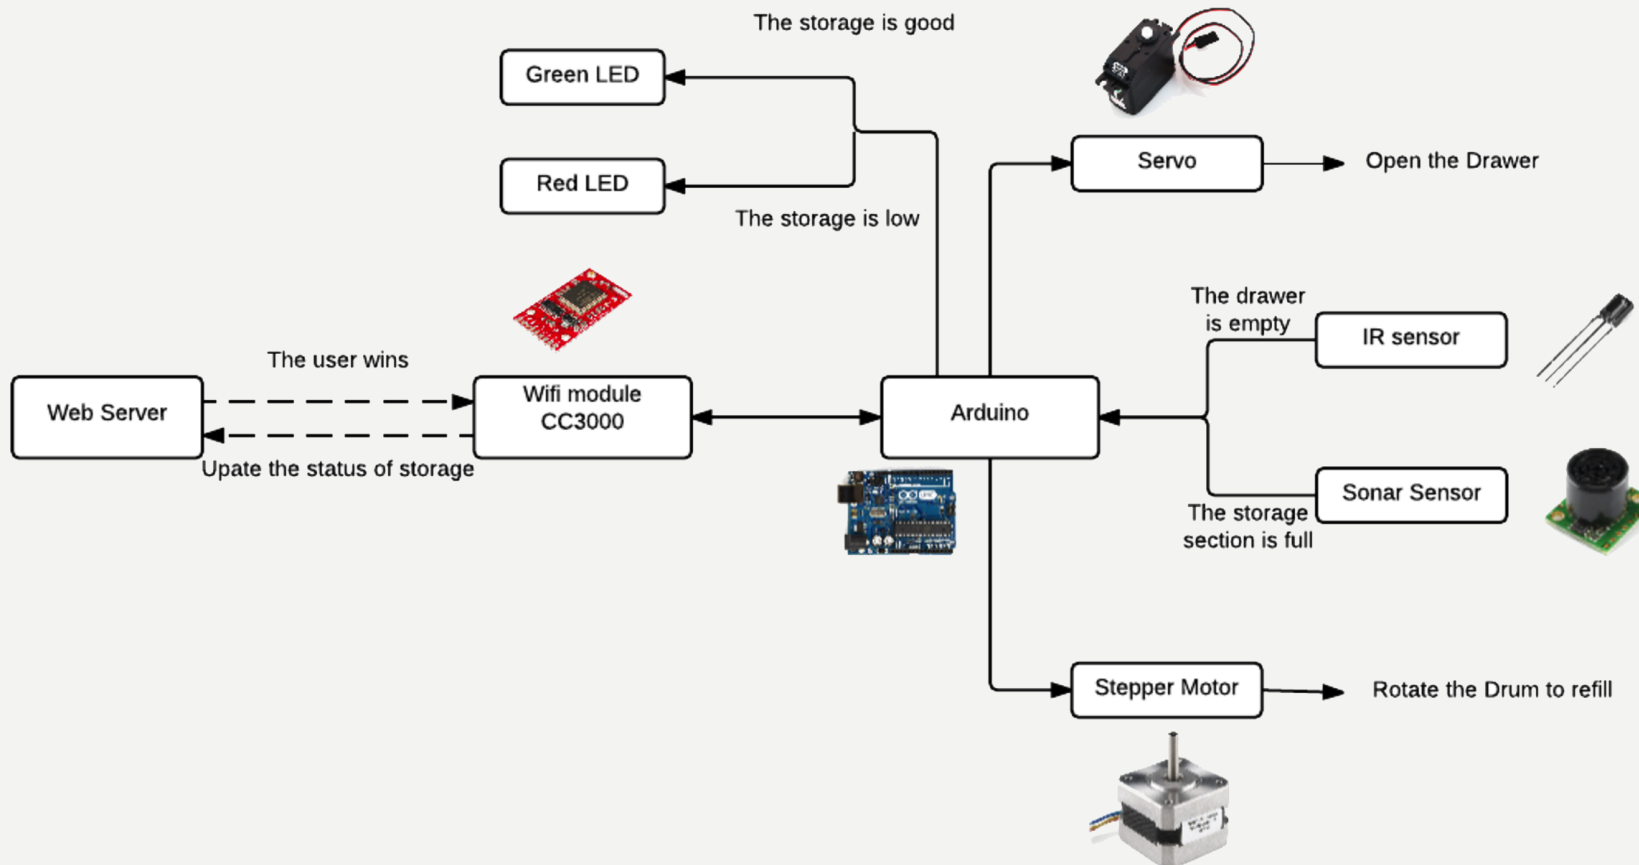 The storage is good
Green LED
Red LED
The storage is low
Servo
Open the Drawer
The drawer
is empty
IR sensor
The user wins
Web Server
Wifi module
CC3000
Arduino
Upate the status of storage
Sonar Sensor
The storage
section is full
Stepper Motor
Rotate the Drum to refill